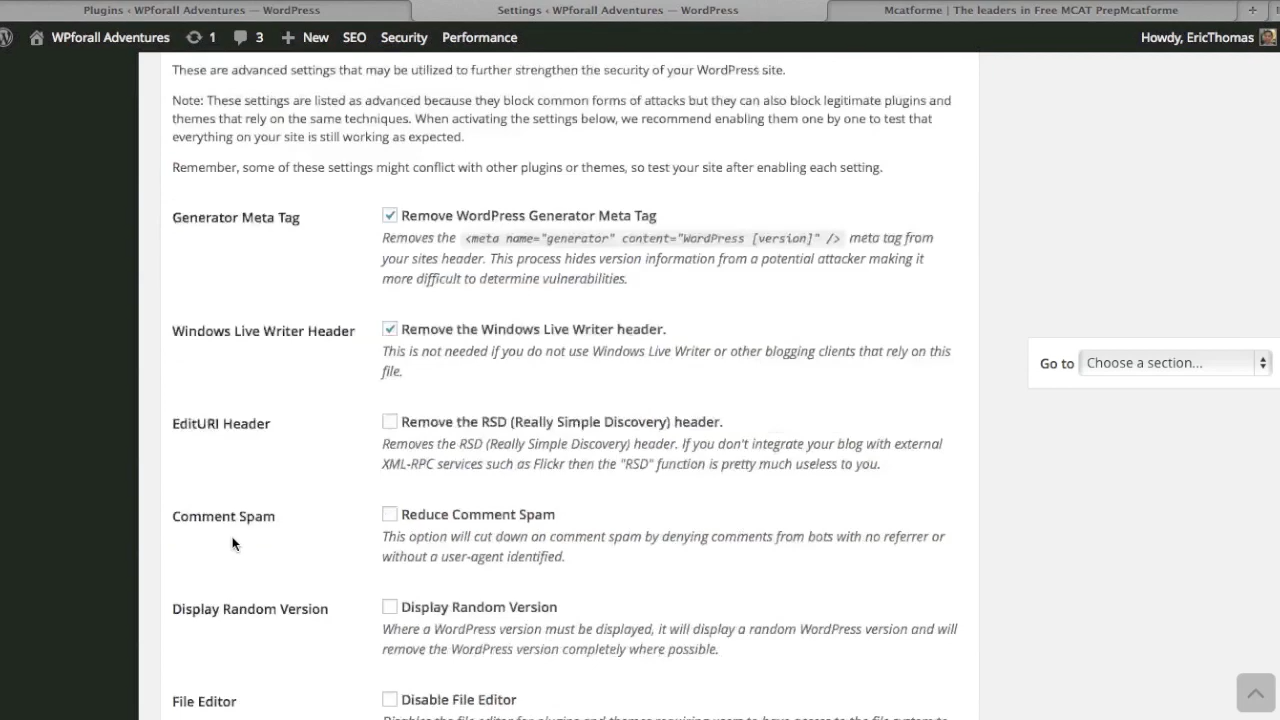 Plugins ‹ WPforall Adventures — WordPress
Settings ‹ WPforall Adventures — WordPress
Mcatforme | The leaders in Free MCAT PrepMcatforme
WPforall Adventures 1 3 New SEO Security Performance Howdy, EricThomas
These are advanced settings that may be utilized to further strengthen the security of your WordPress site.
Note: These settings are listed as advanced because they block common forms of attacks but they can also block legitimate plugins and
themes that rely on the same techniques. When activating the settings below, we recommend enabling them one by one to test that
everything on your site is still working as expected.
Remember, some of these settings might conflict with other plugins or themes, so test your site after enabling each setting.
Generator Meta Tag
Remove WordPress Generator Meta Tag
Removes the <meta name="generator" content="WordPress [version]" /> meta tag from
your sites header. This process hides version information from a potential attacker making it
more difficult to determine vulnerabilities.
Windows Live Writer Header
Remove the Windows Live Writer header.
This is not needed if you do not use Windows Live Writer or other blogging clients that rely on this
file.
Go to Choose a section...
EditURI Header
Remove the RSD (Really Simple Discovery) header.
Removes the RSD (Really Simple Discovery) header. If you don't integrate your blog with external
XML-RPC services such as Flickr then the "RSD" function is pretty much useless to you.
Comment Spam
Reduce Comment Spam
This option will cut down on comment spam by denying comments from bots with no referrer or
without a user-agent identified.
Display Random Version
Display Random Version
Where a WordPress version must be displayed, it will display a random WordPress version and will
remove the WordPress version completely where possible.
File Editor
Disable File Editor